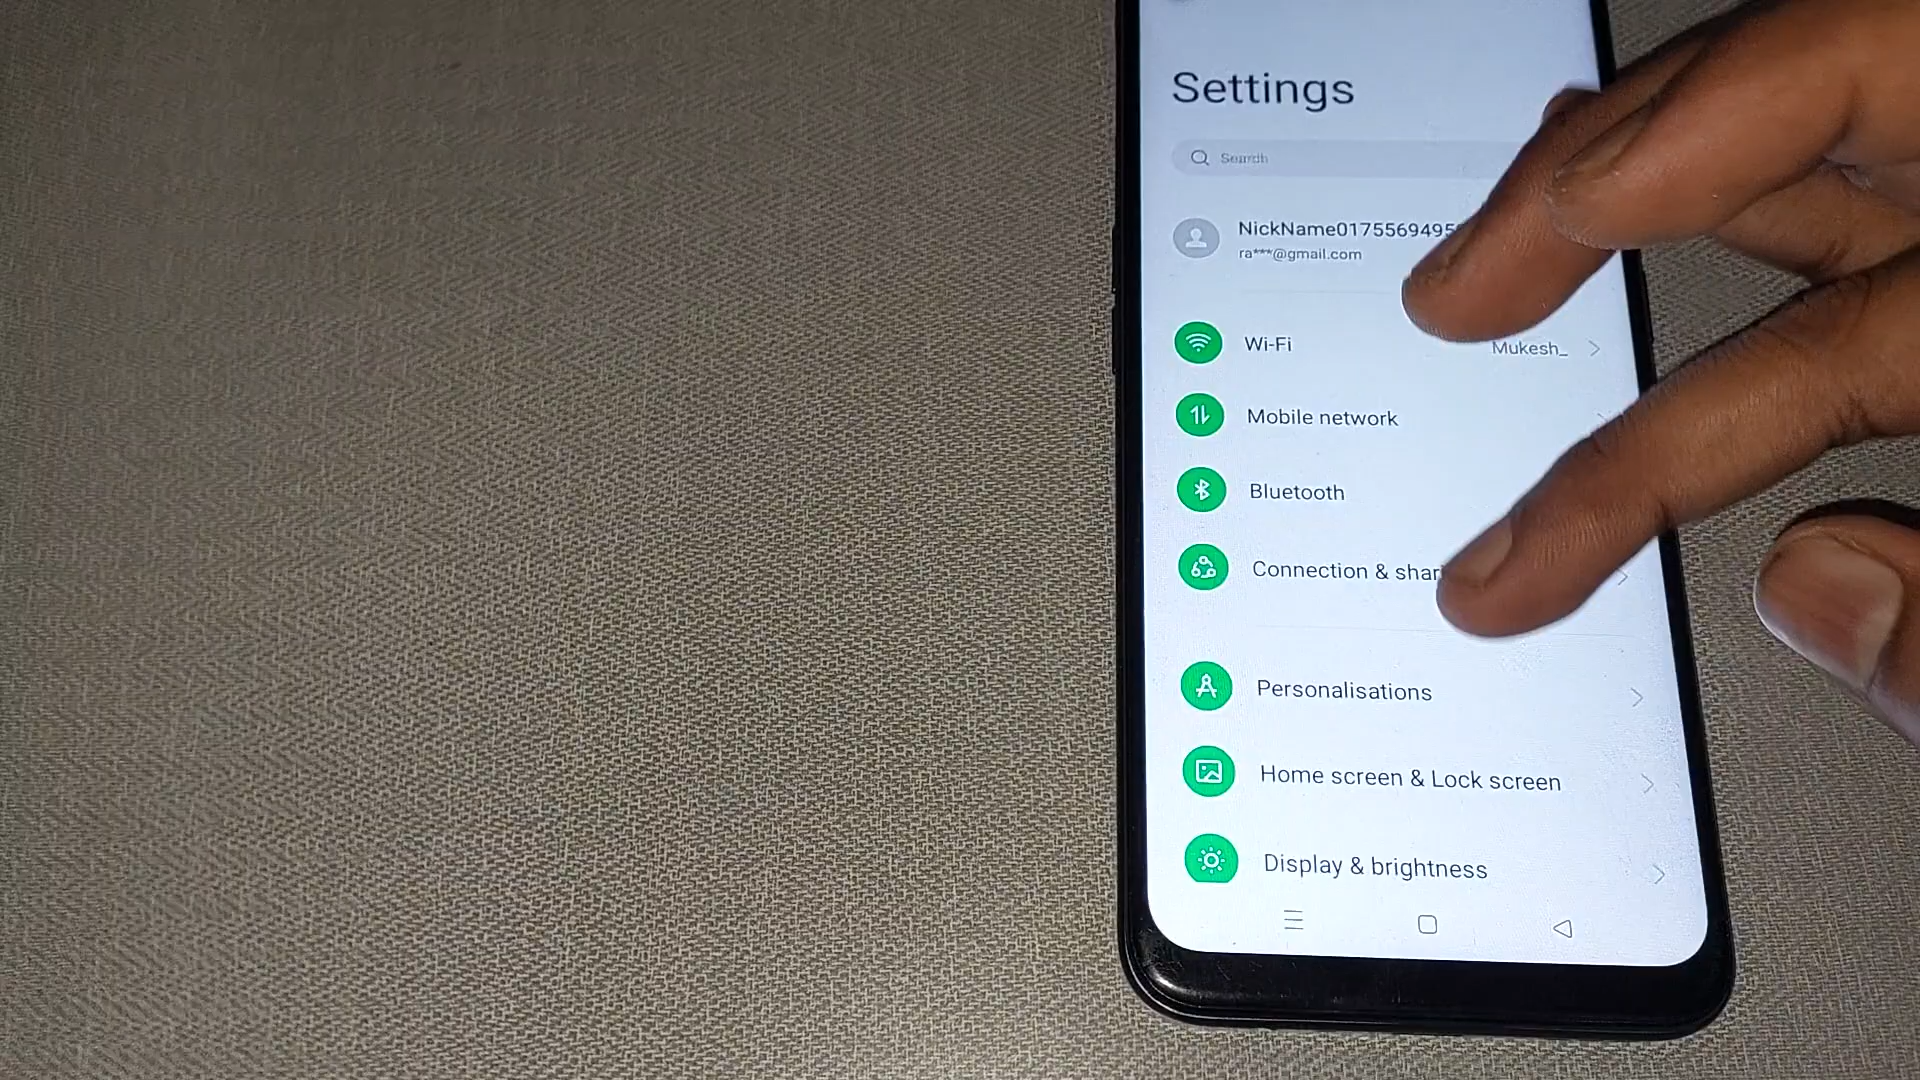 Settings
Search
NickName0175569495
ra***@gmail.com
Wi-Fi
Mukesh_
Mobile network
Bluetooth
Connection & shar
Personalisations
Home screen & Lock screen
Display & brightness